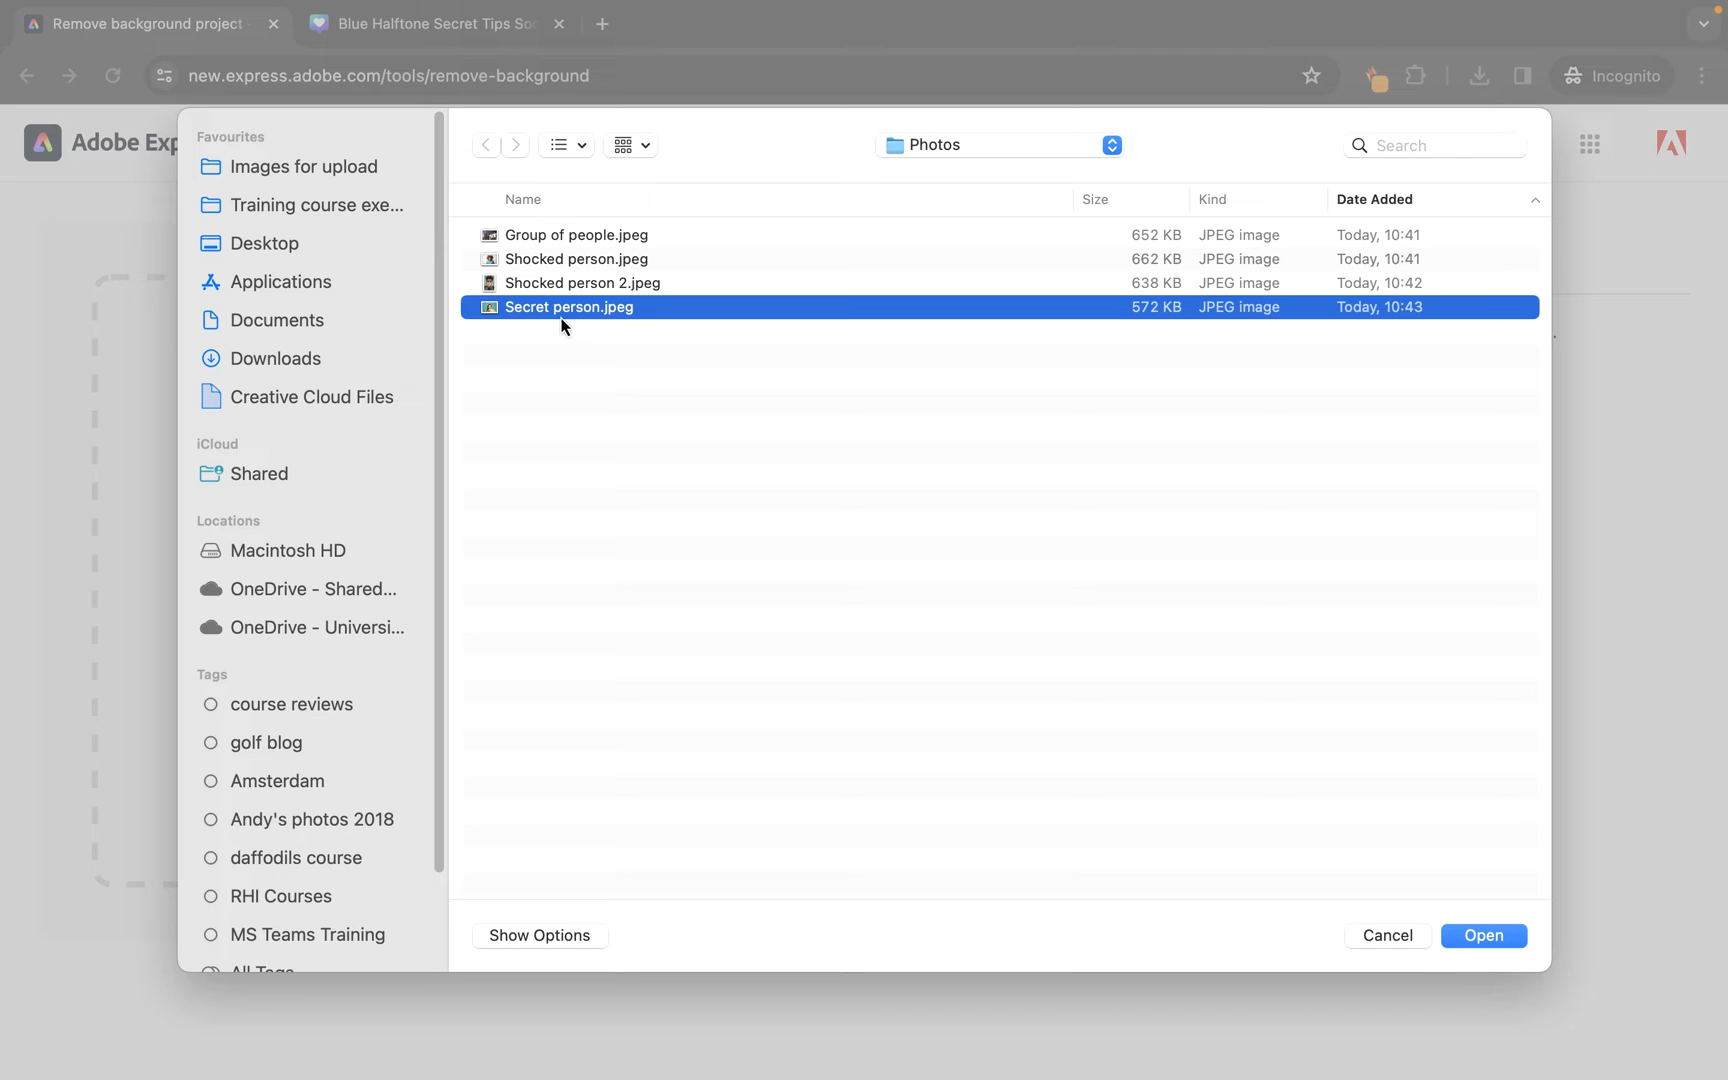 Remove background project
Blue Halftone Secret Tips So
new.express.adobe.com/tools/remove-background
Incognito
Adobe Exp
Favourites
Images for upload
Training course exe...
Desktop
Applications
Documents
Downloads
Creative Cloud Files
iCloud
Shared
Locations
Macintosh HD
OneDrive - Shared...
OneDrive - Universi...
Tags
course reviews
golf blog
Amsterdam
Andy's photos 2018
daffodils course
RHI Courses
MS Teams Training
All Tags
Photos
Search
Name Size Kind Date Added
Group of people.jpeg 652 KB JPEG image Today, 10:41
Shocked person.jpeg 662 KB JPEG image Today, 10:41
Shocked person 2.jpeg 638 KB JPEG image Today, 10:42
Secret person.jpeg 572 KB JPEG image Today, 10:43
Show Options Cancel Open